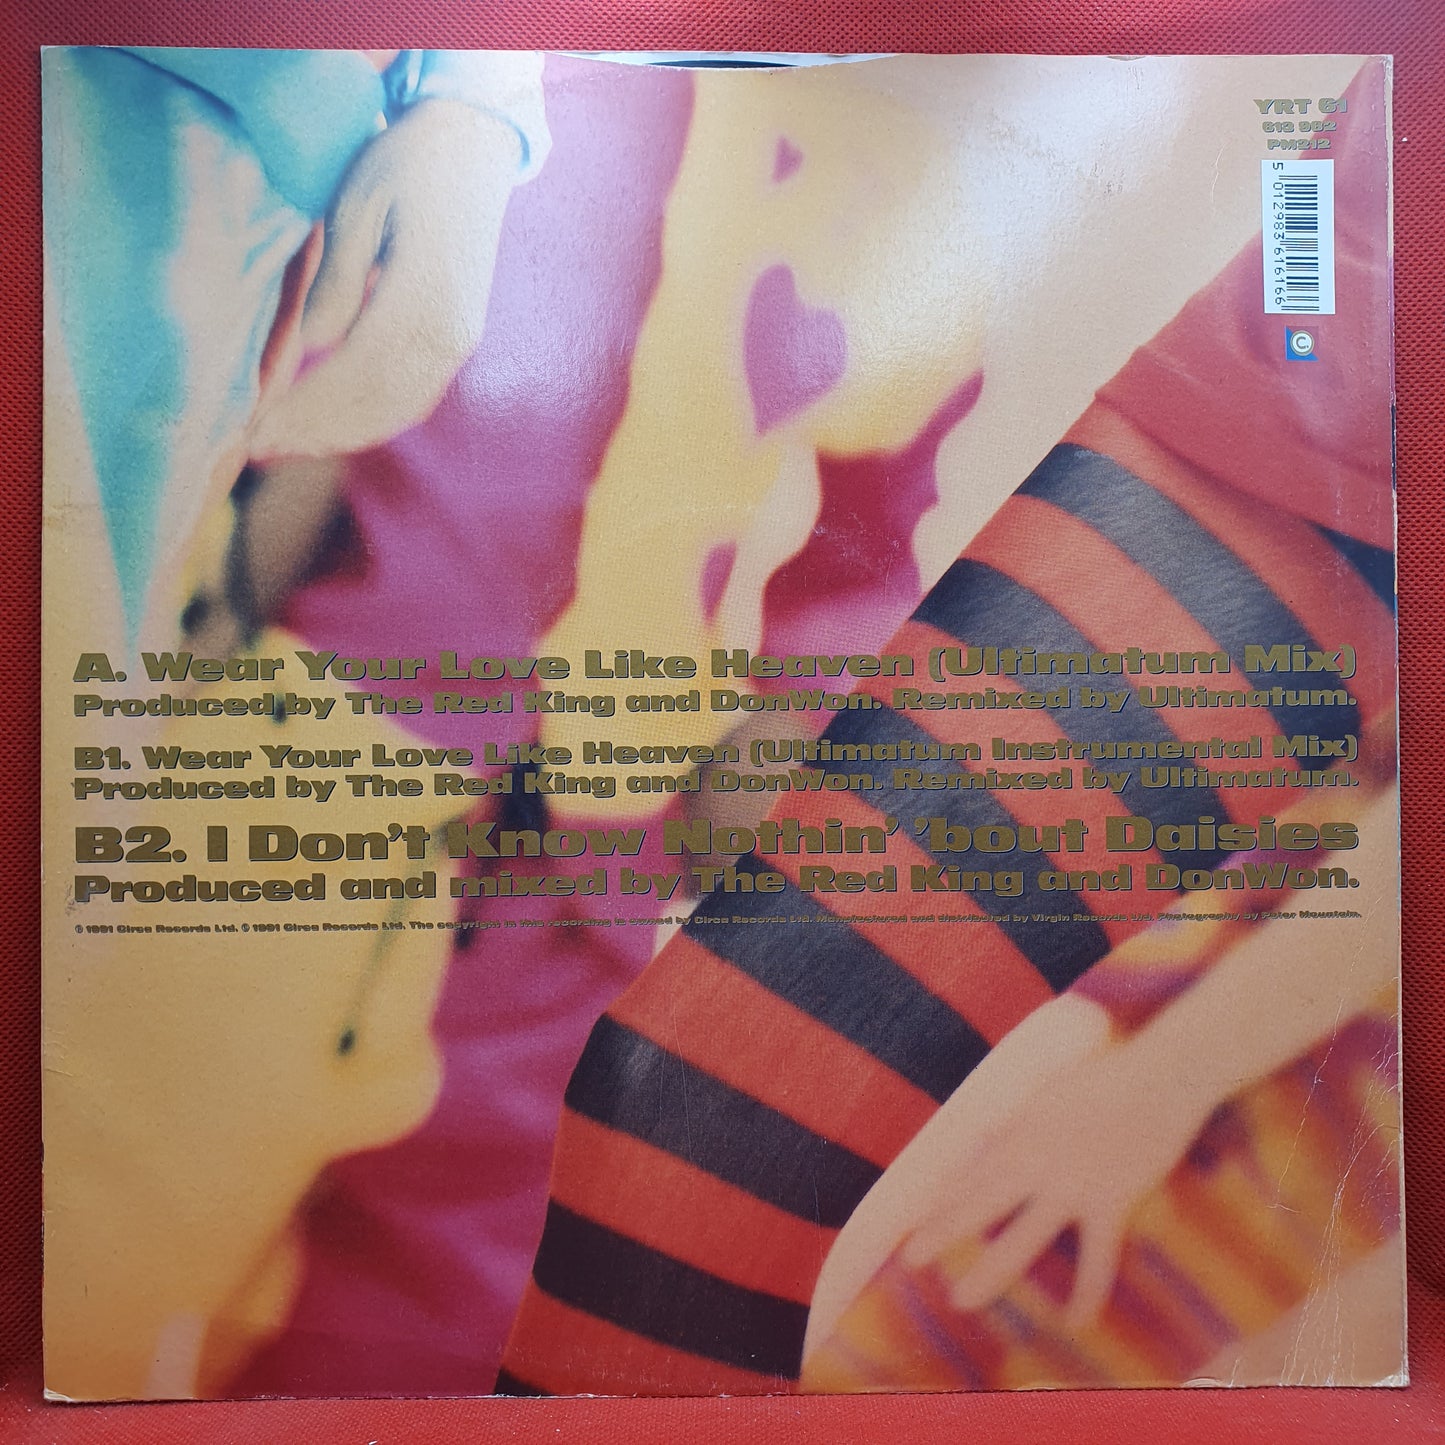 YRT 61
613 962
PM212
5 012983 616166
A. Wear Your Love Like Heaven (Ultimatum Mix)
Produced by The Red King and DonWon. Remixed by Ultimatum.
B1. Wear Your Love Like Heaven (Ultimatum Instrumental Mix)
Produced by The Red King and DonWon. Remixed by Ultimatum.
B2. I Don't Know Nothin' 'bout Daisies
Produced and mixed by The Red King and DonWon.
℗ 1991 Circa Records Ltd. © 1991 Circa Records Ltd. The copyright in this recording is owned by Circa Records Ltd. Manufactured and distributed by Virgin Records Ltd. Photography by Peter Mountain.